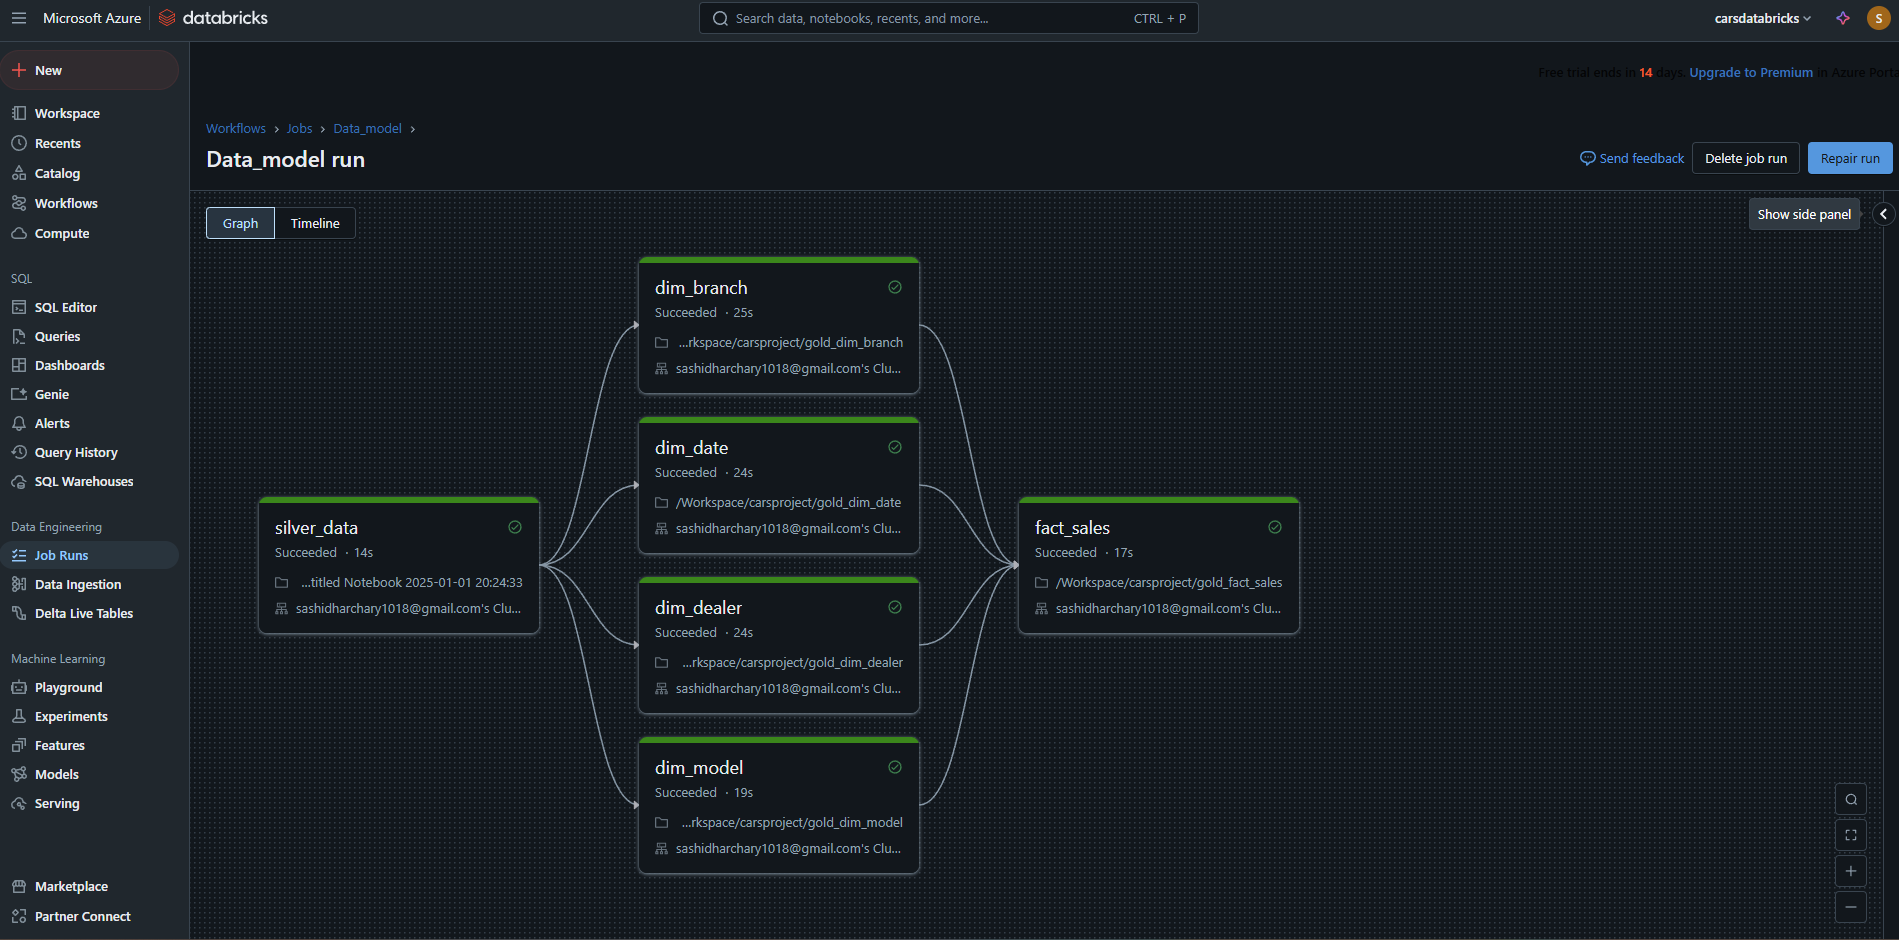 Microsoft Azure
databricks
Search data, notebooks, recents, and more...
CTRL + P
carsdatabricks
S
New
Workspace
Recents
Catalog
Workflows
Compute
SQL
SQL Editor
Queries
Dashboards
Genie
Alerts
Query History
SQL Warehouses
Data Engineering
Job Runs
Data Ingestion
Delta Live Tables
Machine Learning
Playground
Experiments
Features
Models
Serving
Marketplace
Partner Connect
Free trial ends in 14 days. Upgrade to Premium in Azure Porta
Workflows › Jobs › Data_model ›
Data_model run
Send feedback
Delete job run
Repair run
Graph
Timeline
Show side panel
silver_data
Succeeded · 14s
...titled Notebook 2025-01-01 20:24:33
sashidharchary1018@gmail.com's Clu...
dim_branch
Succeeded · 25s
...rkspace/carsproject/gold_dim_branch
sashidharchary1018@gmail.com's Clu...
dim_date
Succeeded · 24s
/Workspace/carsproject/gold_dim_date
sashidharchary1018@gmail.com's Clu...
dim_dealer
Succeeded · 24s
...rkspace/carsproject/gold_dim_dealer
sashidharchary1018@gmail.com's Clu...
dim_model
Succeeded · 19s
...rkspace/carsproject/gold_dim_model
sashidharchary1018@gmail.com's Clu...
fact_sales
Succeeded · 17s
/Workspace/carsproject/gold_fact_sales
sashidharchary1018@gmail.com's Clu...